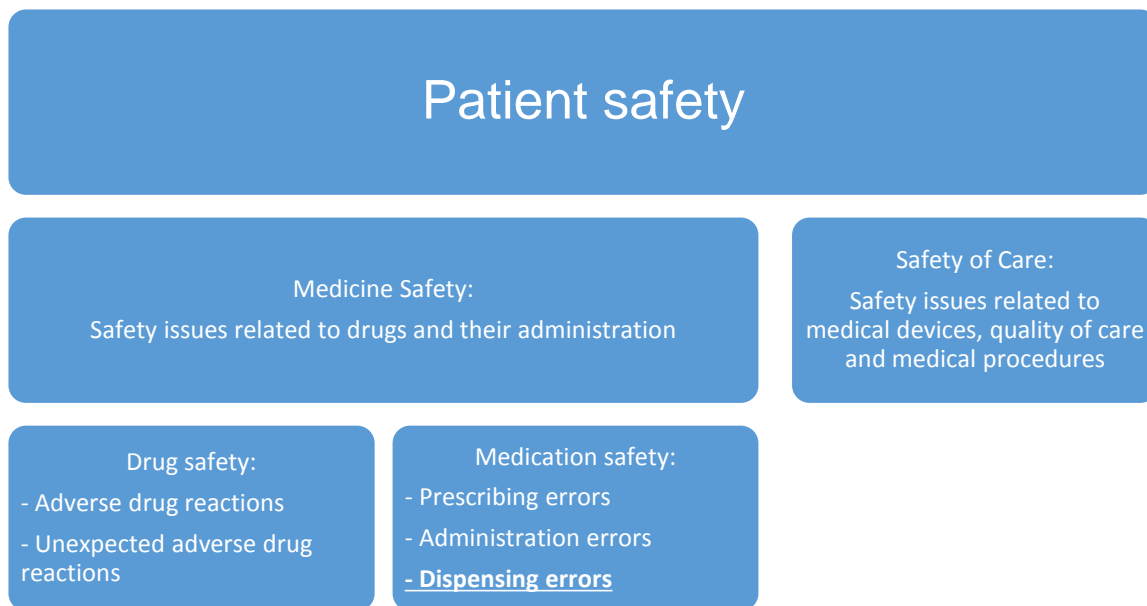 Patient safety
Medicine Safety:
Safety issues related to drugs and their administration
Safety of Care:
Safety issues related to
medical devices, quality of care
and medical procedures
Drug safety:
- Adverse drug reactions
- Unexpected adverse drug
reactions
Medication safety:
- Prescribing errors
- Administration errors
- Dispensing errors